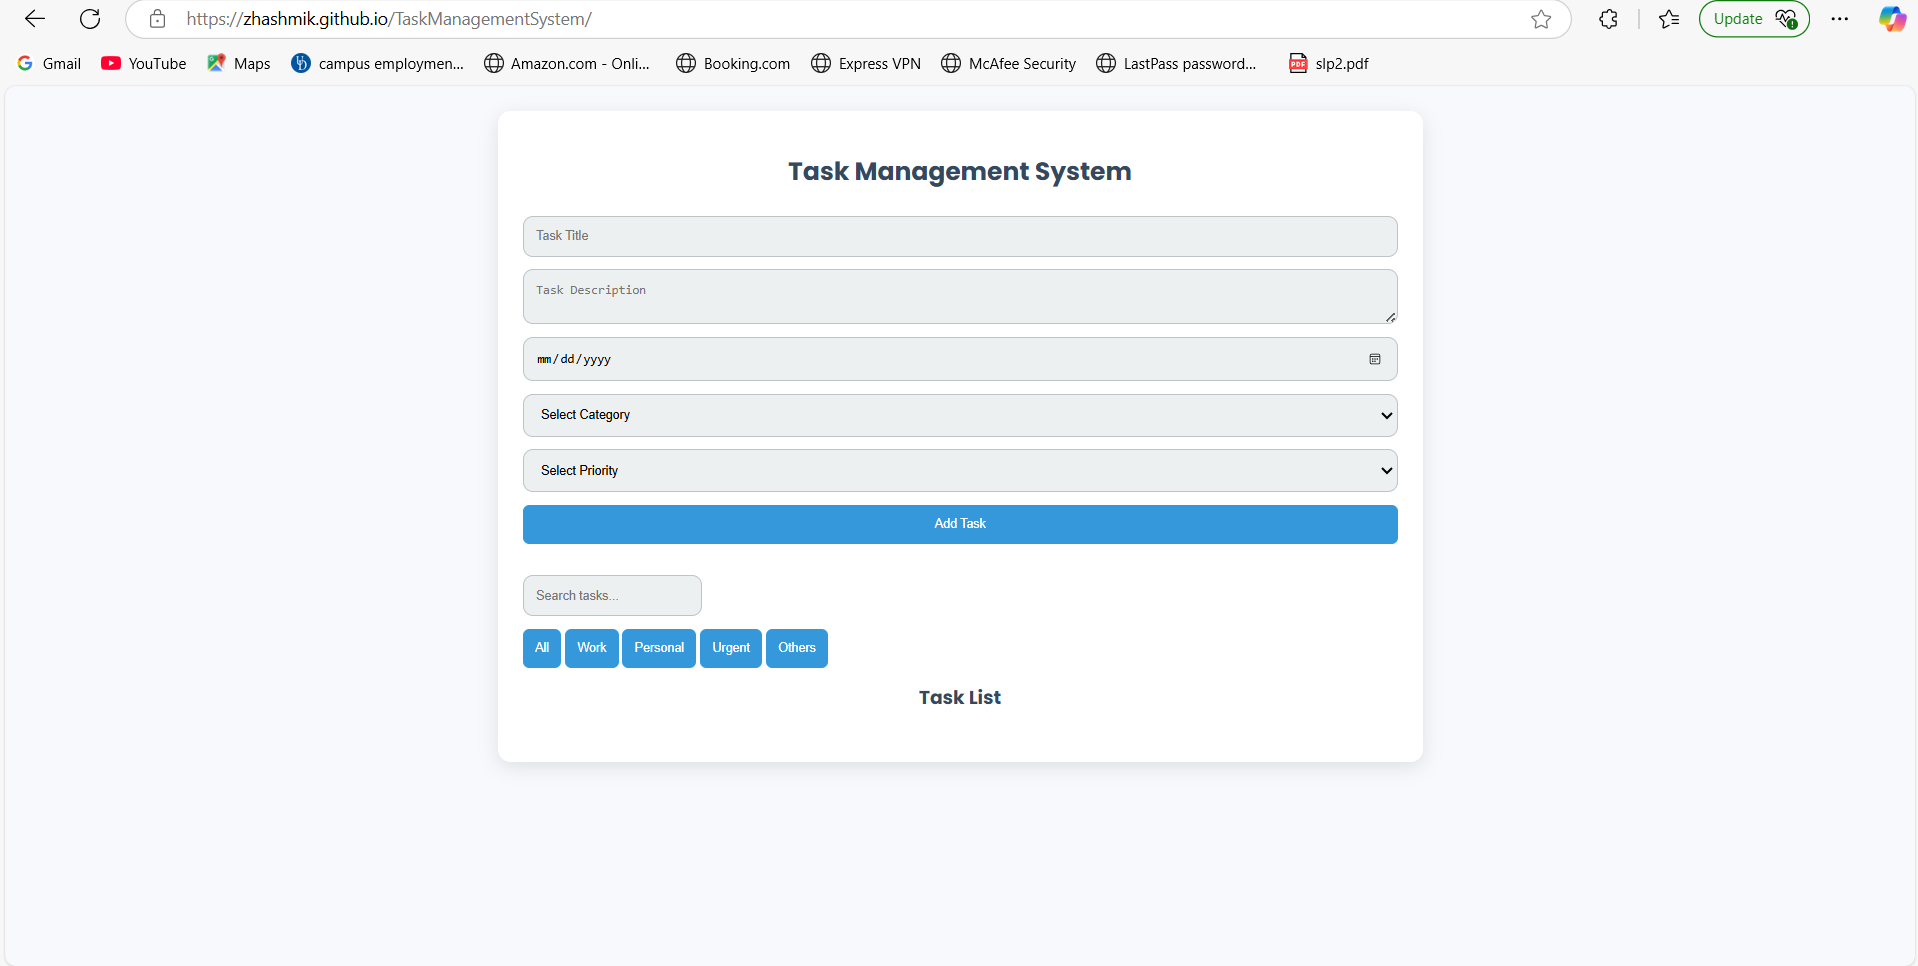 https://zhashmik.github.io/TaskManagementSystem/
Update
Gmail YouTube Maps campus employmen... Amazon.com - Onli... Booking.com Express VPN McAfee Security LastPass password... slp2.pdf
Task Management System
Task Title
Task Description
mm/dd/yyyy
Select Category
Select Priority
Add Task
Search tasks...
All Work Personal Urgent Others
Task List